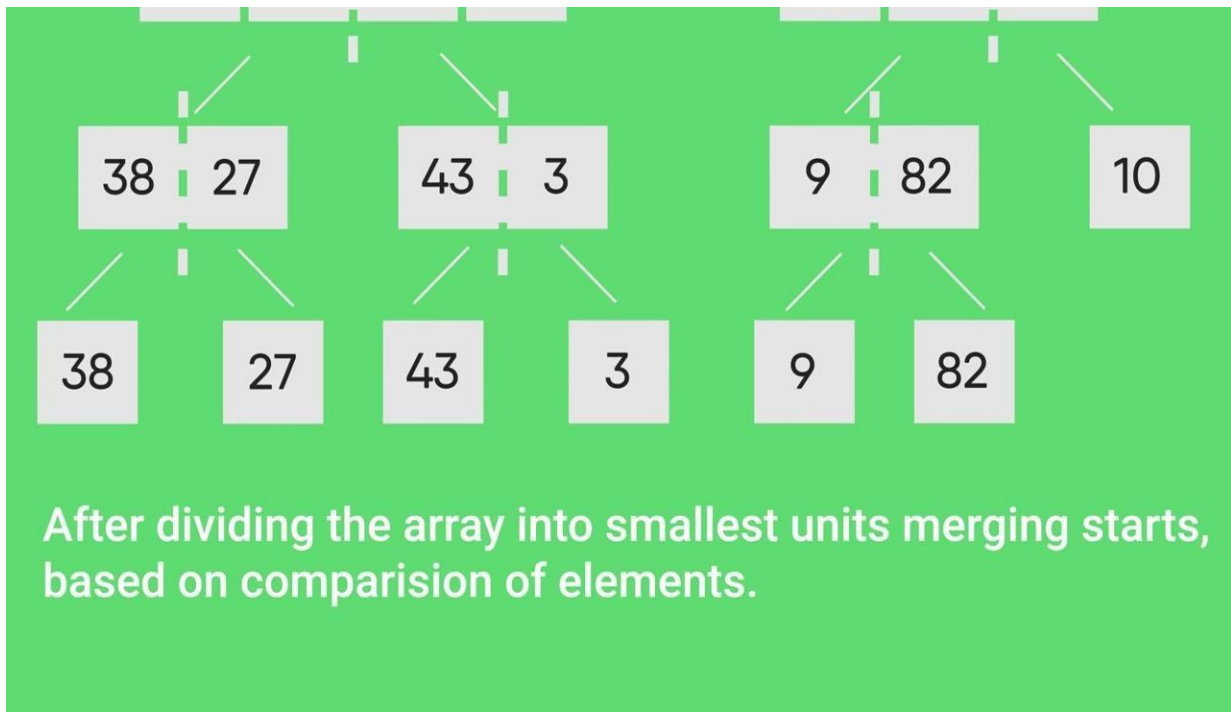 38 27 43 3 9 82 10
38 27 43 3 9 82
After dividing the array into smallest units merging starts,
based on comparision of elements.